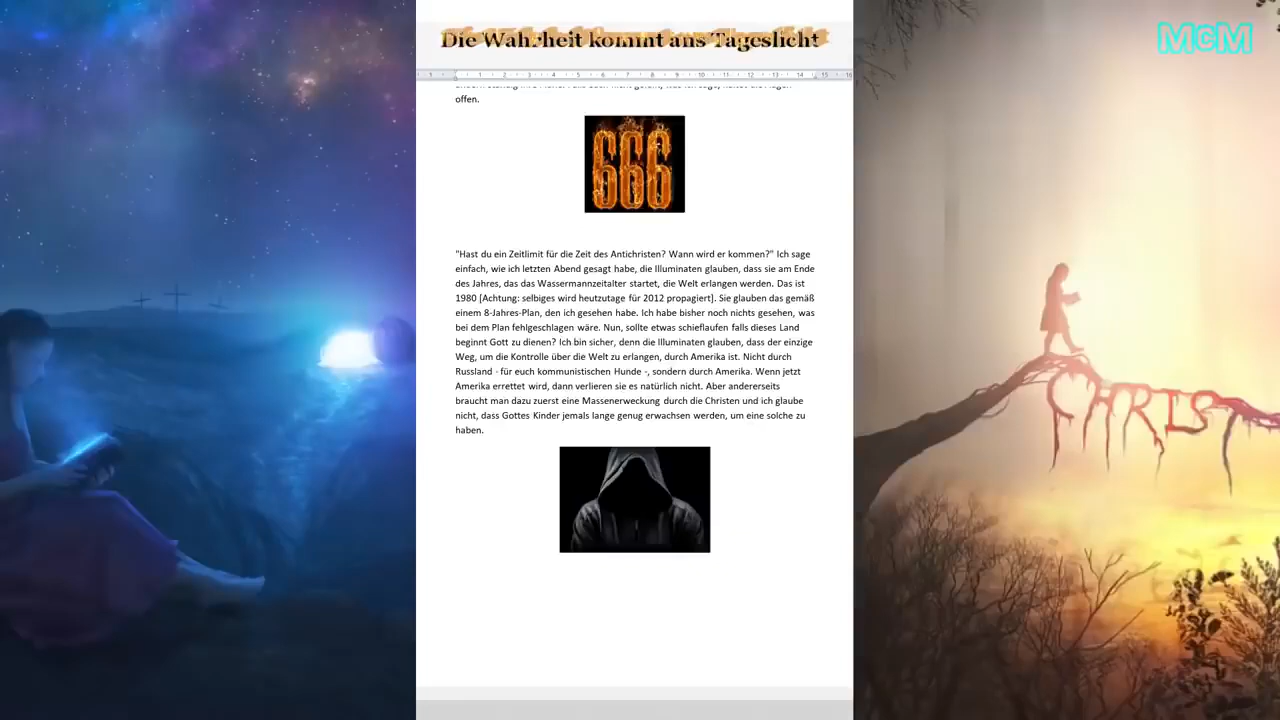 Die Wahrheit kommt ans Tageslicht
McM
offen.
666
"Hast du ein Zeitlimit für die Zeit des Antichristen? Wann wird er kommen?" Ich sage
einfach, wie ich letzten Abend gesagt habe, die Illuminaten glauben, dass sie am Ende
des Jahres, das das Wassermannzeitalter startet, die Welt erlangen werden. Das ist
1980 [Achtung: selbiges wird heutzutage für 2012 propagiert]. Sie glauben das gemäß
einem 8-Jahres-Plan, den ich gesehen habe. Ich habe bisher noch nichts gesehen, was
bei dem Plan fehlgeschlagen wäre. Nun, sollte etwas schieflaufen falls dieses Land
beginnt Gott zu dienen? Ich bin sicher, denn die Illuminaten glauben, dass der einzige
Weg, um die Kontrolle über die Welt zu erlangen, durch Amerika ist. Nicht durch
Russland - für euch kommunistischen Hunde -, sondern durch Amerika. Wenn jetzt
Amerika errettet wird, dann verlieren sie es natürlich nicht. Aber andererseits
braucht man dazu zuerst eine Massenerweckung durch die Christen und ich glaube
nicht, dass Gottes Kinder jemals lange genug erwachsen werden, um eine solche zu
haben.
CHRIST